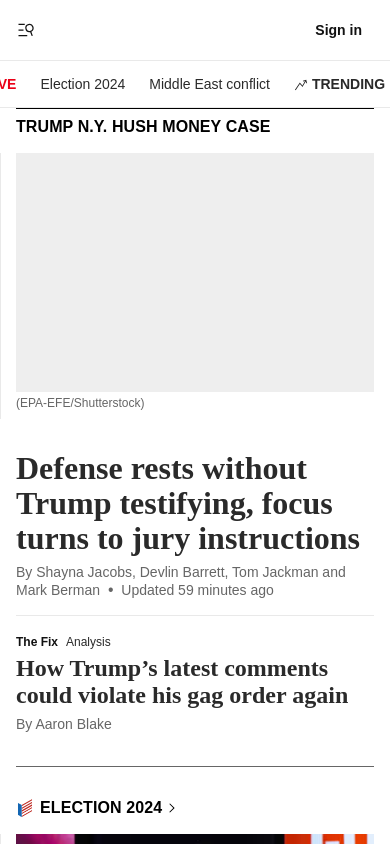 Sign in
VE Election 2024 Middle East conflict TRENDING
TRUMP N.Y. HUSH MONEY CASE
(EPA-EFE/Shutterstock)
Defense rests without
Trump testifying, focus
turns to jury instructions
By Shayna Jacobs, Devlin Barrett, Tom Jackman and
Mark Berman • Updated 59 minutes ago
The Fix Analysis
How Trump’s latest comments
could violate his gag order again
By Aaron Blake
ELECTION 2024